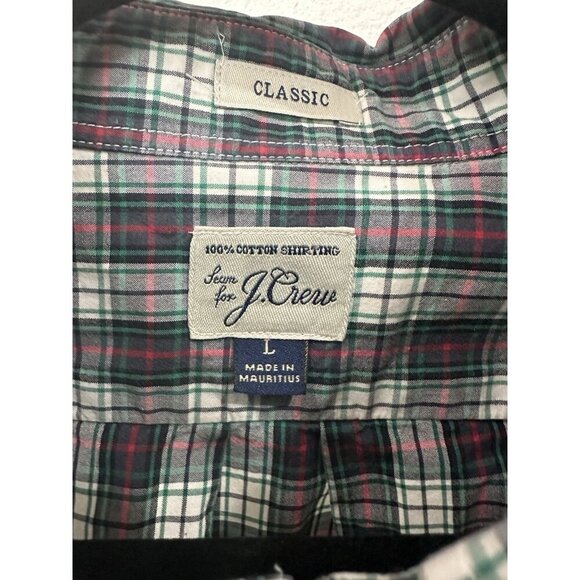 CLASSIC
100% COTTON SHIRTING
Sewn for J.Crew
L
MADE IN
MAURITIUS